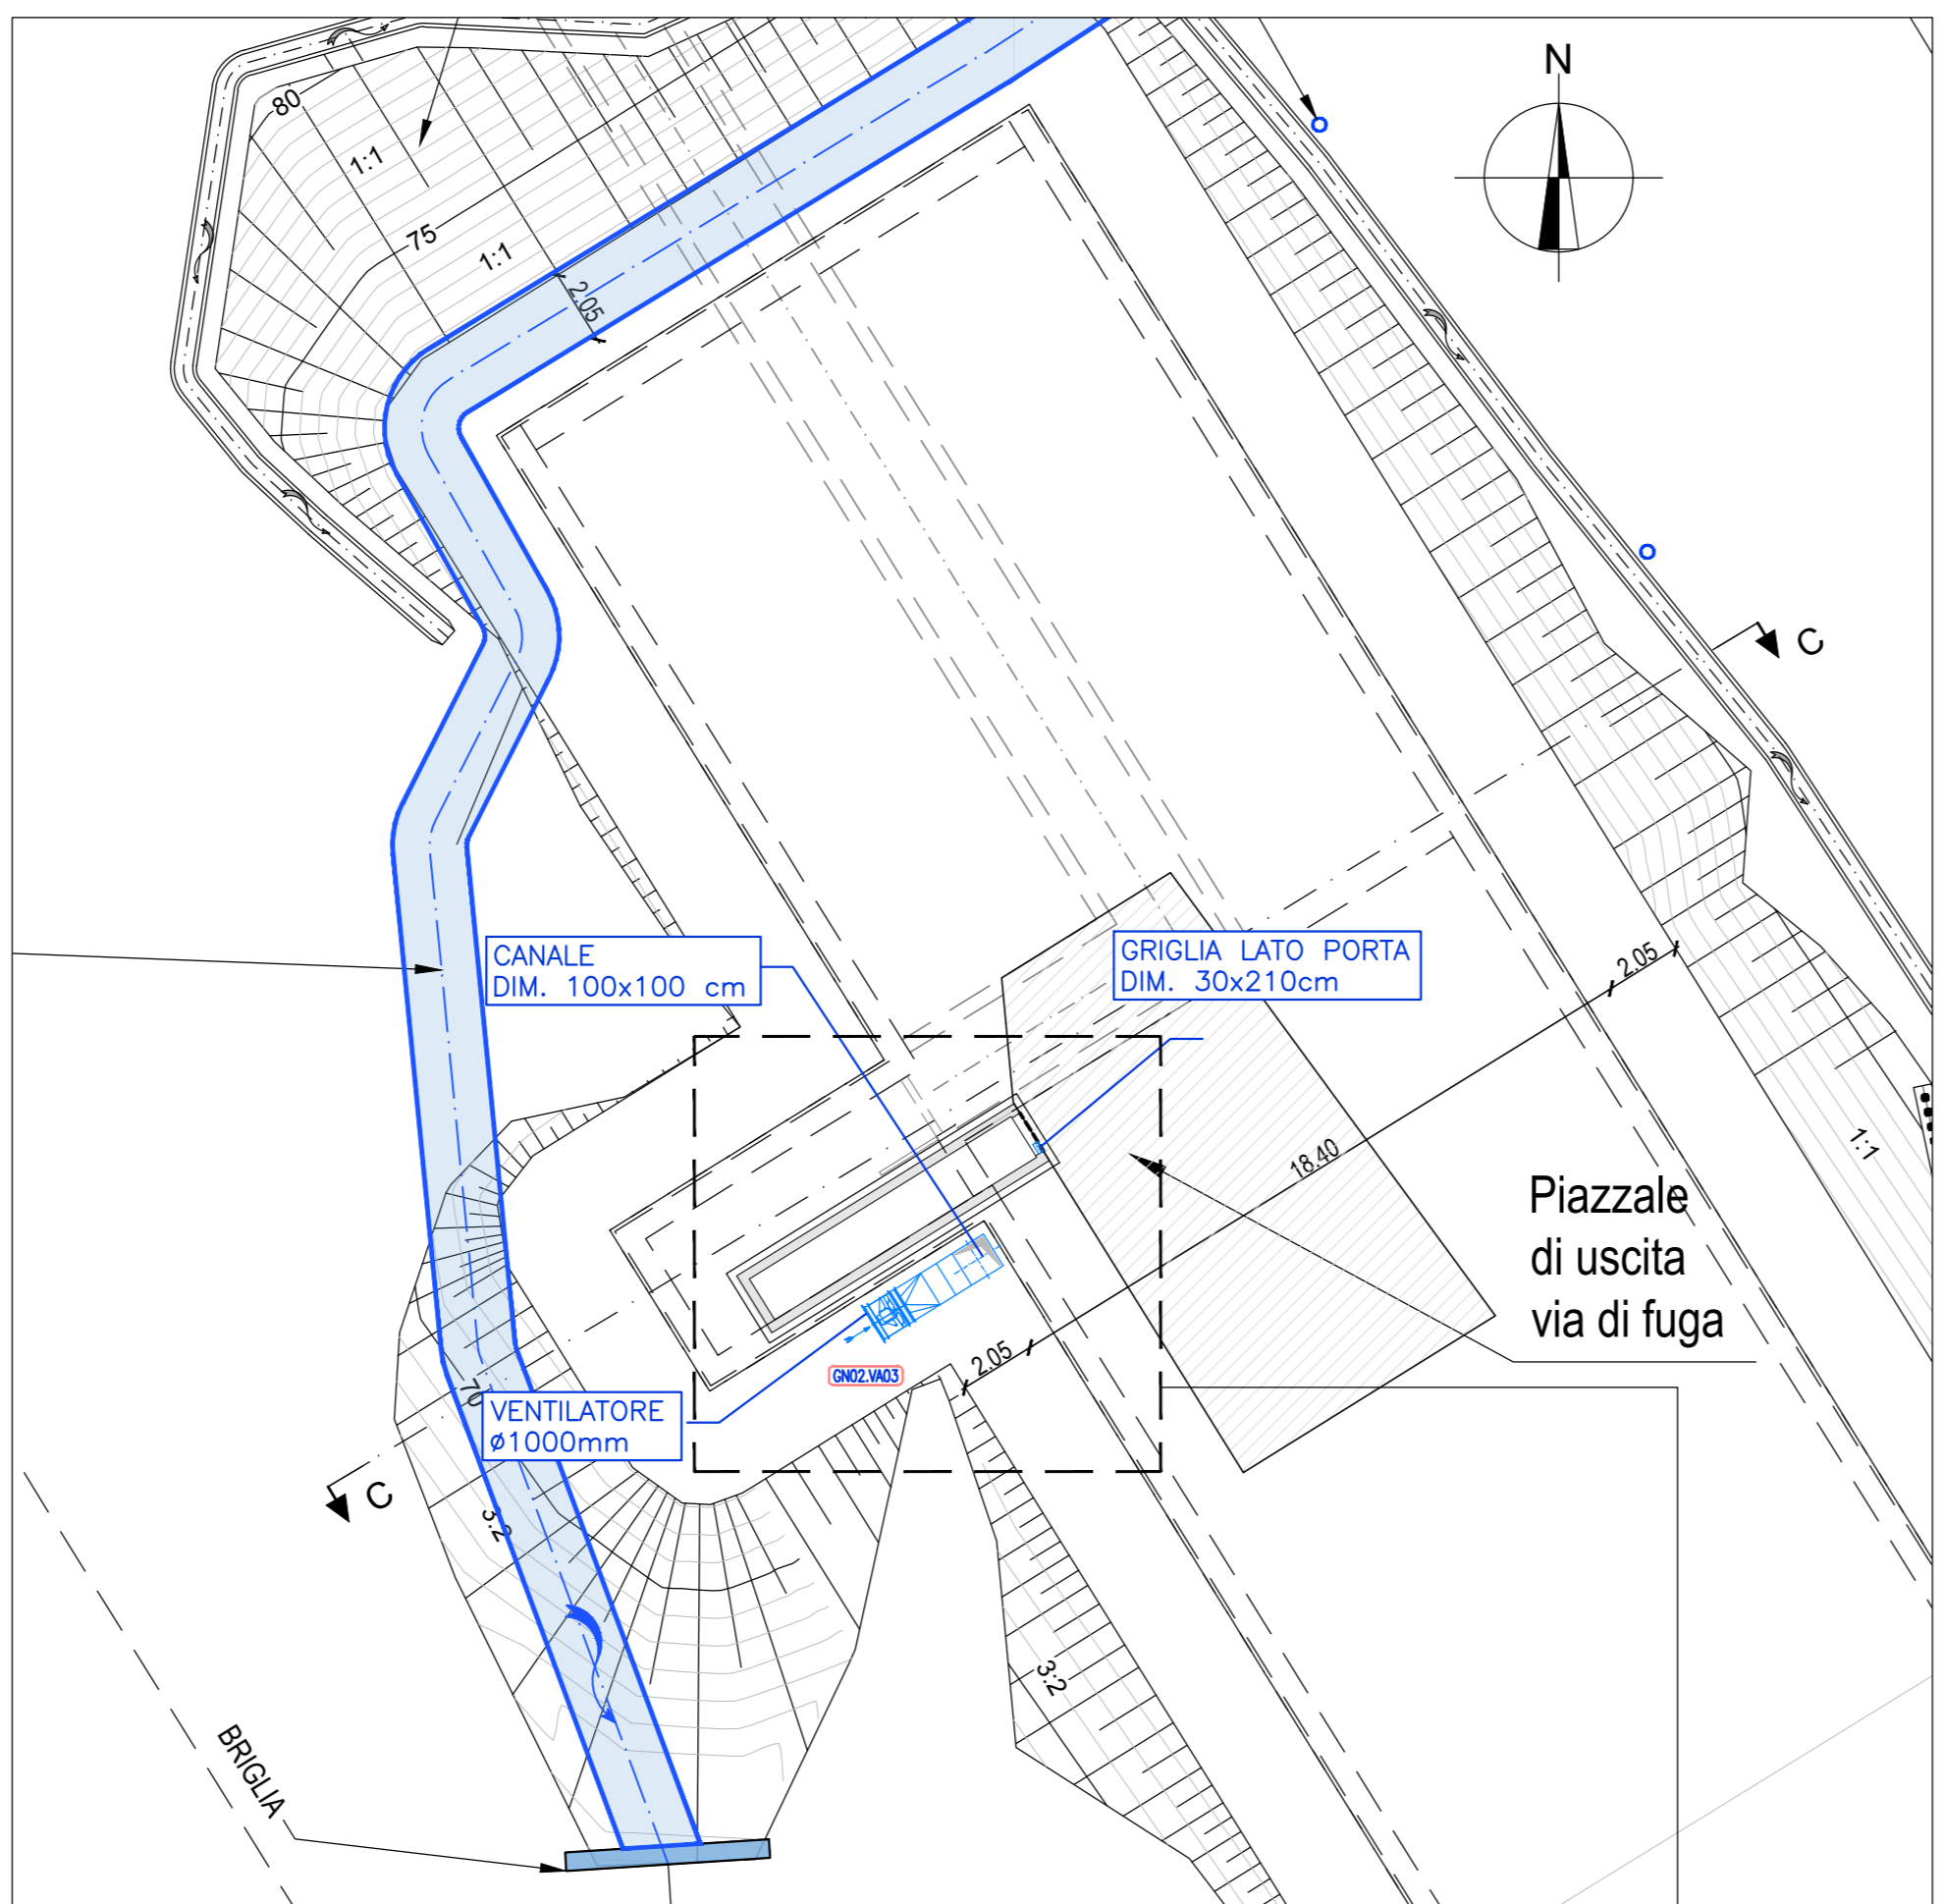 N
80
1:1
75
1:1
2.05
C
CANALE
DIM. 100x100 cm
GRIGLIA LATO PORTA
DIM. 30x210cm
2.05
18.40
1:1
Piazzale
di uscita
via di fuga
2.05
GN02.VA03
70
VENTILATORE
Ø1000mm
C
3:2
3:2
BRIGLIA